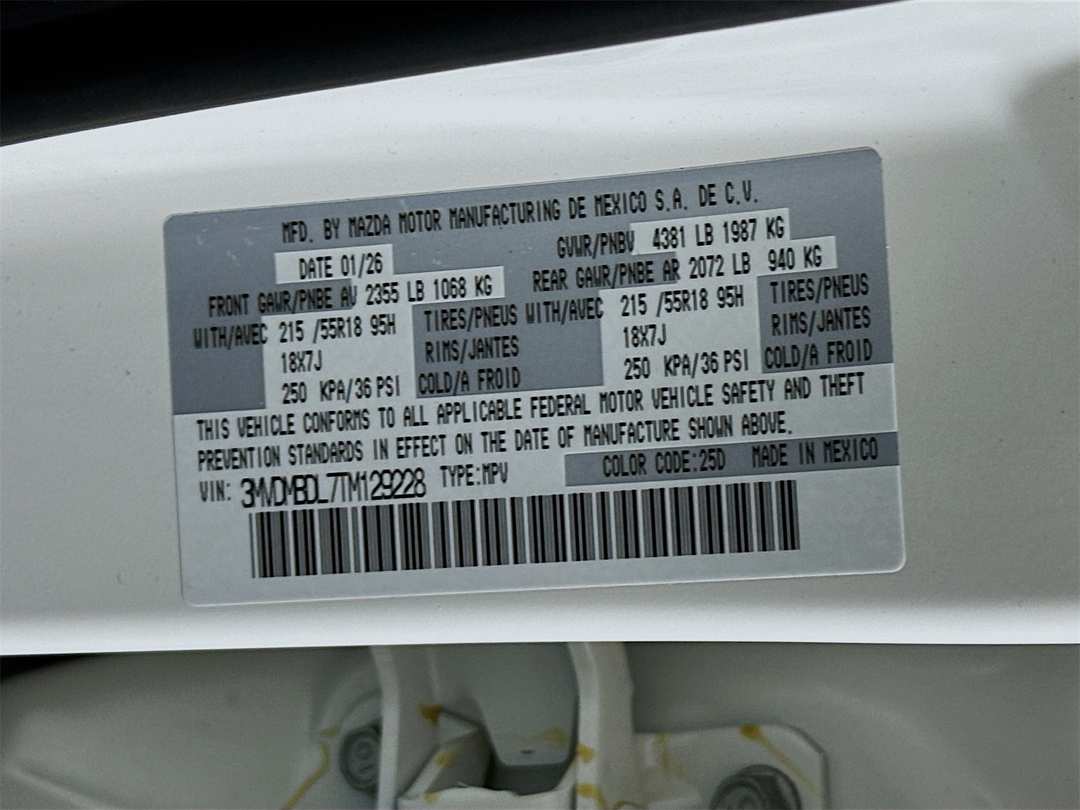 MFD. BY MAZDA MOTOR MANUFACTURING DE MEXICO S.A. DE C.V.
DATE 01/26 GVWR/PNBV 4381 LB 1987 KG
FRONT GAWR/PNBE AV 2355 LB 1068 KG REAR GAWR/PNBE AR 2072 LB 940 KG
WITH/AVEC 215 /55R18 95H TIRES/PNEUS WITH/AVEC 215 /55R18 95H TIRES/PNEUS
18X7J RIMS/JANTES 18X7J RIMS/JANTES
250 KPA/36 PSI COLD/A FROID 250 KPA/36 PSI COLD/A FROID
THIS VEHICLE CONFORMS TO ALL APPLICABLE FEDERAL MOTOR VEHICLE SAFETY AND THEFT
PREVENTION STANDARDS IN EFFECT ON THE DATE OF MANUFACTURE SHOWN ABOVE.
VIN: 3MVDMBDL7TM129228 TYPE:MPV COLOR CODE:25D MADE IN MEXICO